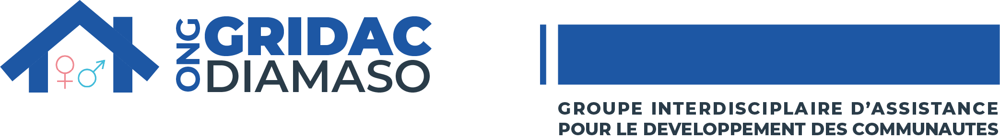 ONG
GRIDAC
DIAMASO
GROUPE INTERDISCIPLAIRE D’ASSISTANCE
POUR LE DEVELOPPEMENT DES COMMUNAUTES